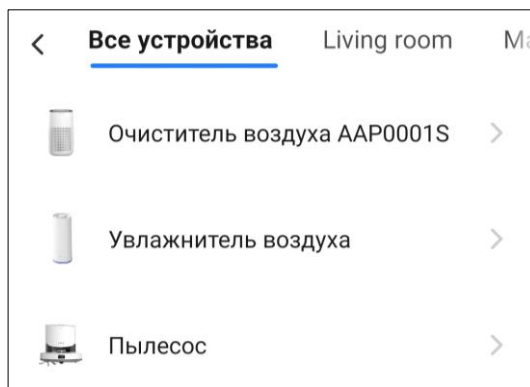 Все устройства Living room
Очиститель воздуха AAP0001S
Увлажнитель воздуха
Пылесос